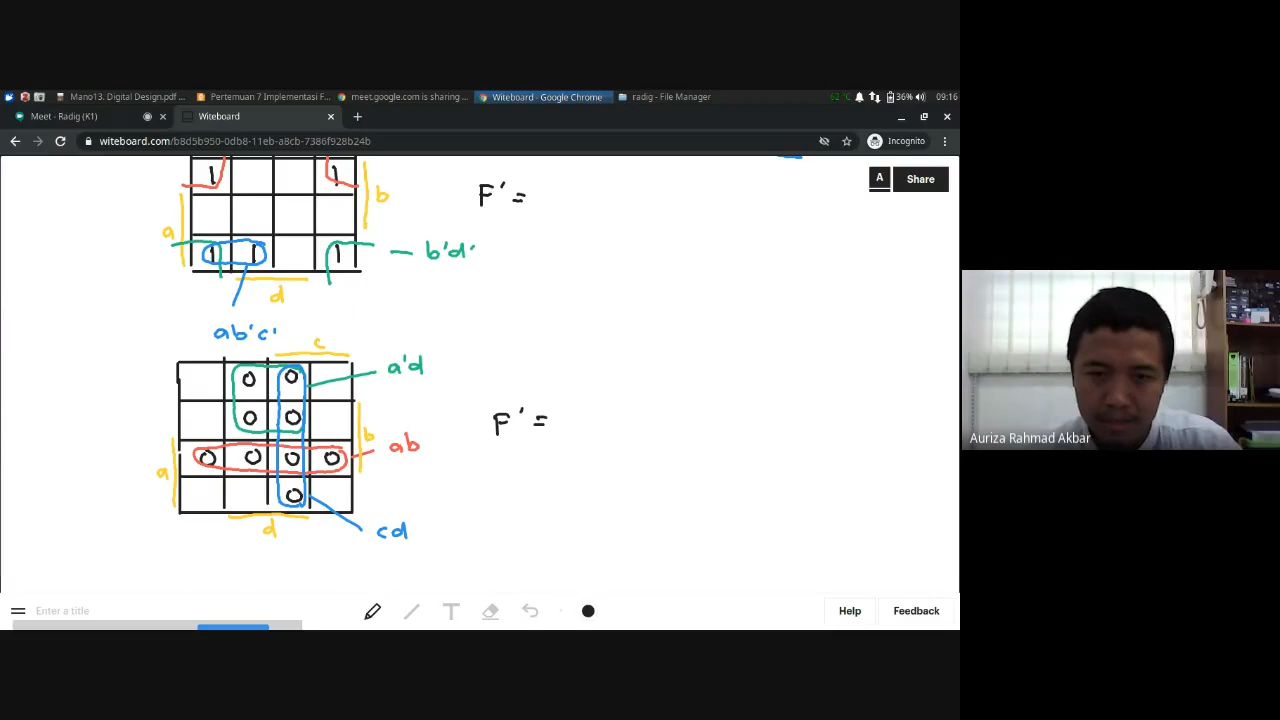 Mano13. Digital Design.pdf ...
Pertemuan 7 Implementasi F...
meet.google.com is sharing ...
Witeboard - Google Chrome
radig - File Manager
62 °C
36%
09:16
Meet - Radig (K1)
Witeboard
witeboard.com/b8d5b950-0db8-11eb-a8cb-7386f928b24b
Incognito
A
Share
1 1
b
F' =
a
1 1 1
b'd'
d
ab'c'
c
0 0
a'd
0 0
b
F' =
0 0 0 0
ab
a
0
d
cd
Auriza Rahmad Akbar
Enter a title
T
Help
Feedback